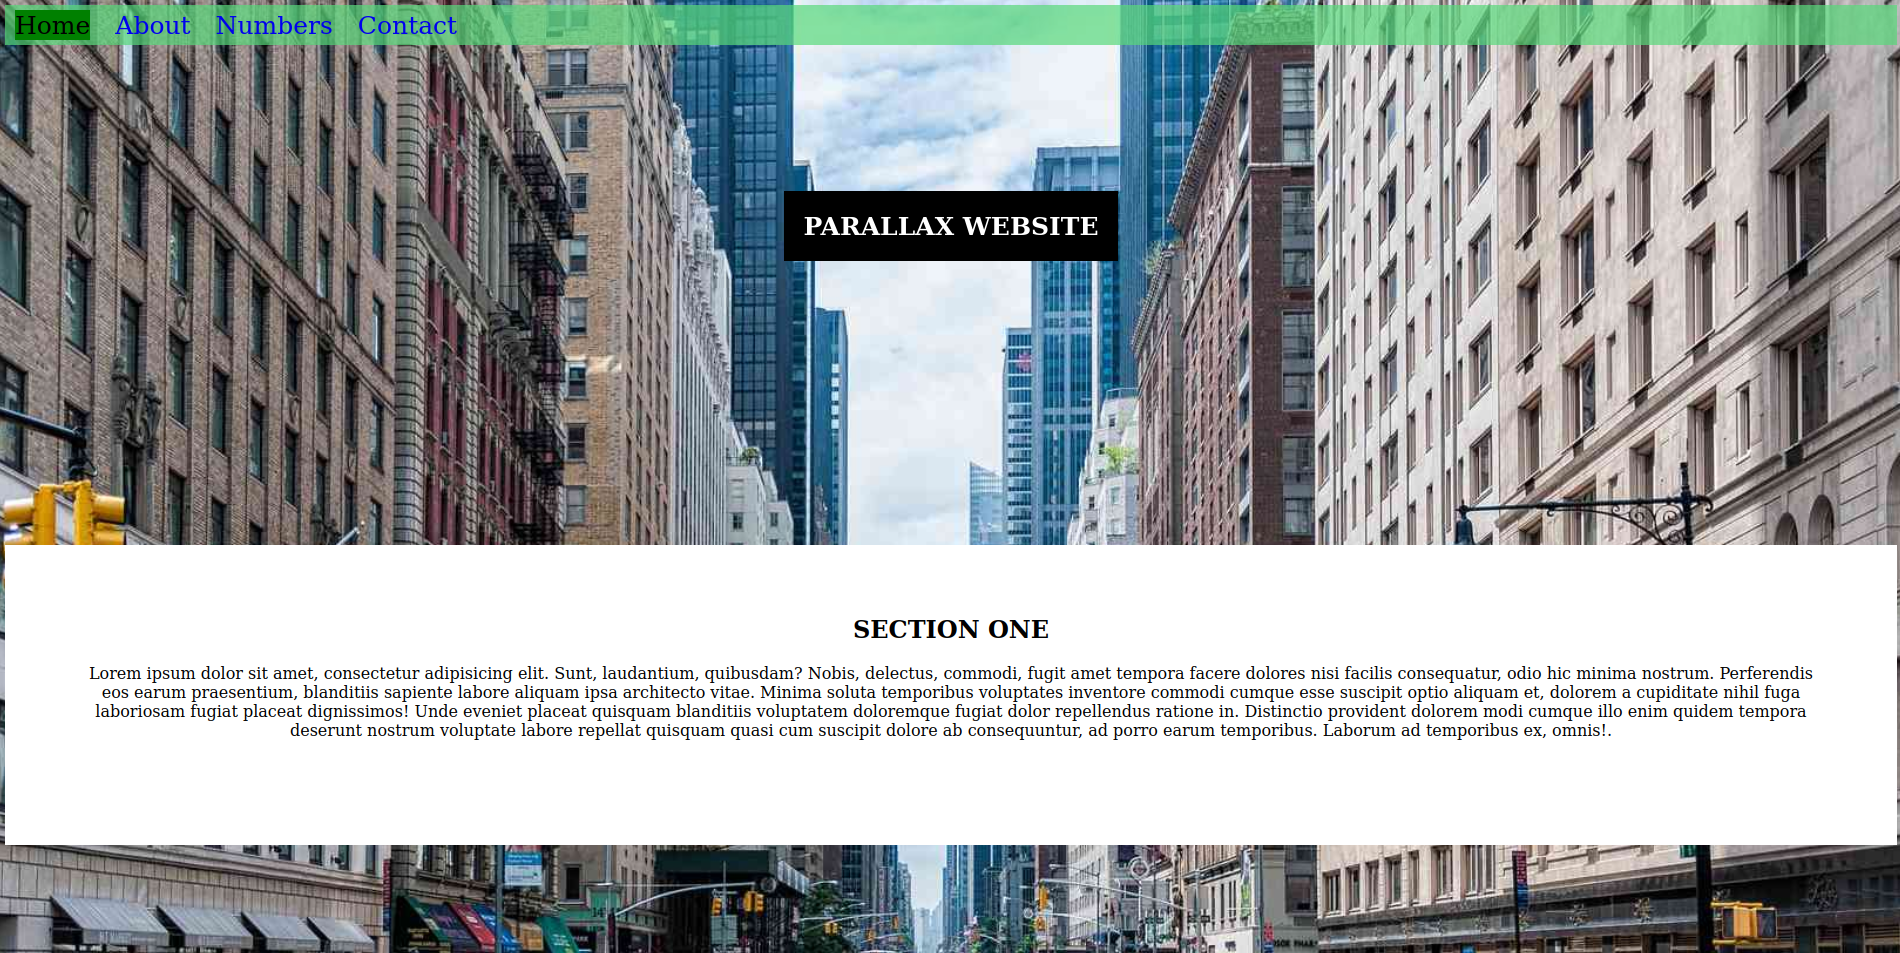 Home About Numbers Contact
PARALLAX WEBSITE
SECTION ONE
Lorem ipsum dolor sit amet, consectetur adipisicing elit. Sunt, laudantium, quibusdam? Nobis, delectus, commodi, fugit amet tempora facere dolores nisi facilis consequatur, odio hic minima nostrum. Perferendis
eos earum praesentium, blanditiis sapiente labore aliquam ipsa architecto vitae. Minima soluta temporibus voluptates inventore commodi cumque esse suscipit optio aliquam et, dolorem a cupiditate nihil fuga
laboriosam fugiat placeat dignissimos! Unde eveniet placeat quisquam blanditiis voluptatem doloremque fugiat dolor repellendus ratione in. Distinctio provident dolorem modi cumque illo enim quidem tempora
deserunt nostrum voluptate labore repellat quisquam quasi cum suscipit dolore ab consequuntur, ad porro earum temporibus. Laborum ad temporibus ex, omnis!.
14